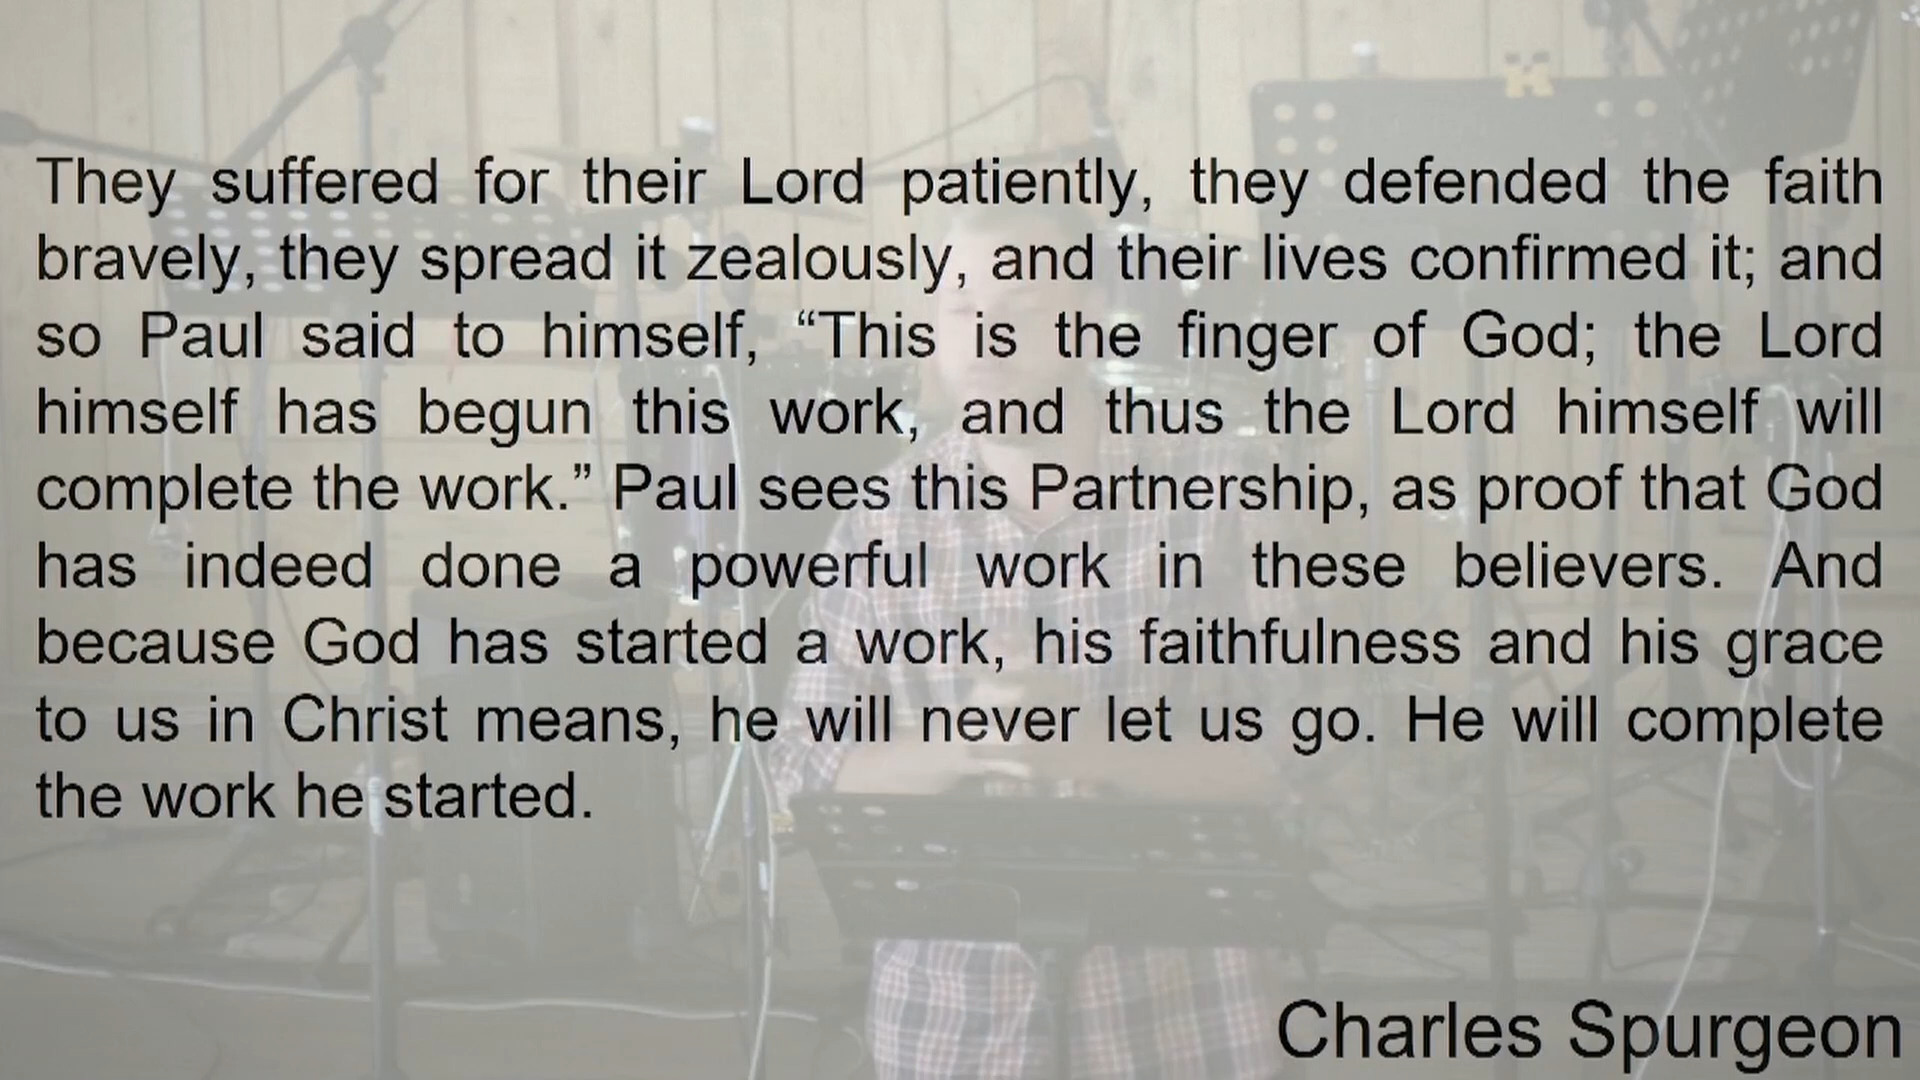 They suffered for their Lord patiently, they defended the faith
bravely, they spread it zealously, and their lives confirmed it; and
so Paul said to himself, “This is the finger of God; the Lord
himself has begun this work, and thus the Lord himself will
complete the work.” Paul sees this Partnership, as proof that God
has indeed done a powerful work in these believers. And
because God has started a work, his faithfulness and his grace
to us in Christ means, he will never let us go. He will complete
the work he started.
Charles Spurgeon